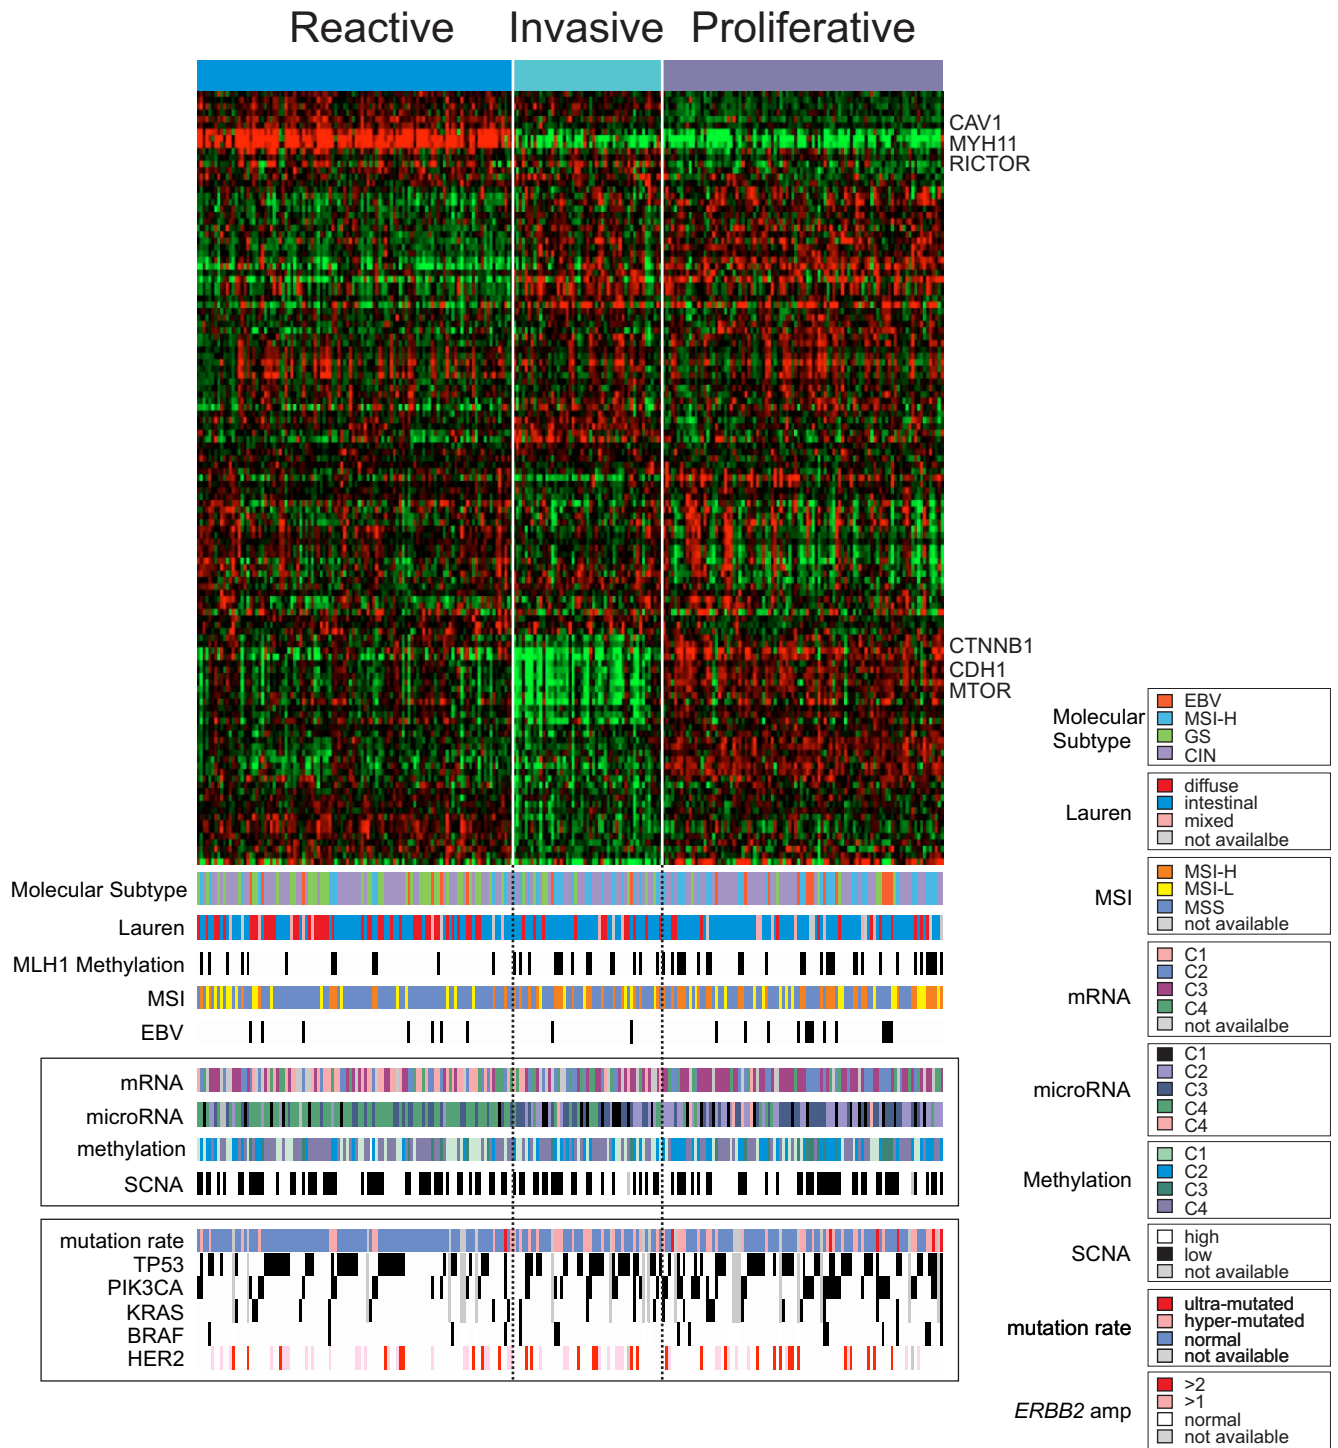 Reactive Invasive Proliferative
CAV1
MYH11
RICTOR
CTNNB1
CDH1
MTOR
Molecular Subtype
Lauren
MLH1 Methylation
MSI
EBV
mRNA
microRNA
methylation
SCNA
mutation rate
TP53
PIK3CA
KRAS
BRAF
HER2
Molecular
Subtype
EBV
MSI-H
GS
CIN
Lauren
diffuse
intestinal
mixed
not availalbe
MSI
MSI-H
MSI-L
MSS
not available
mRNA
C1
C2
C3
C4
not availalbe
microRNA
C1
C2
C3
C4
C4
Methylation
C1
C2
C3
C4
SCNA
high
low
not available
mutation rate
ultra-mutated
hyper-mutated
normal
not available
ERBB2 amp
>2
>1
normal
not available